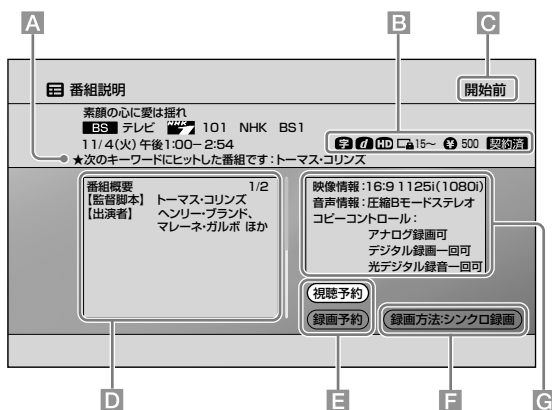 A
B
C
番組説明
開始前
素顔の心に愛は揺れ
BS テレビ NHK 101 NHK BS1
11/4(火)午後1:00−2:54
字 d HD 15～ ¥ 500 契約済
★次のキーワードにヒットした番組です:トーマス・コリンズ
番組概要 1/2
【監督脚本】 トーマス・コリンズ
【出演者】 ヘンリー・ブランド、
マレーネ・ガルボ ほか
映像情報:16:9 1125i(1080i)
音声情報:圧縮Bモードステレオ
コピーコントロール:
アナログ録画可
デジタル録画一回可
光デジタル録音一回可
視聴予約
録画予約
録画方法:シンクロ録画
D
E
F
G